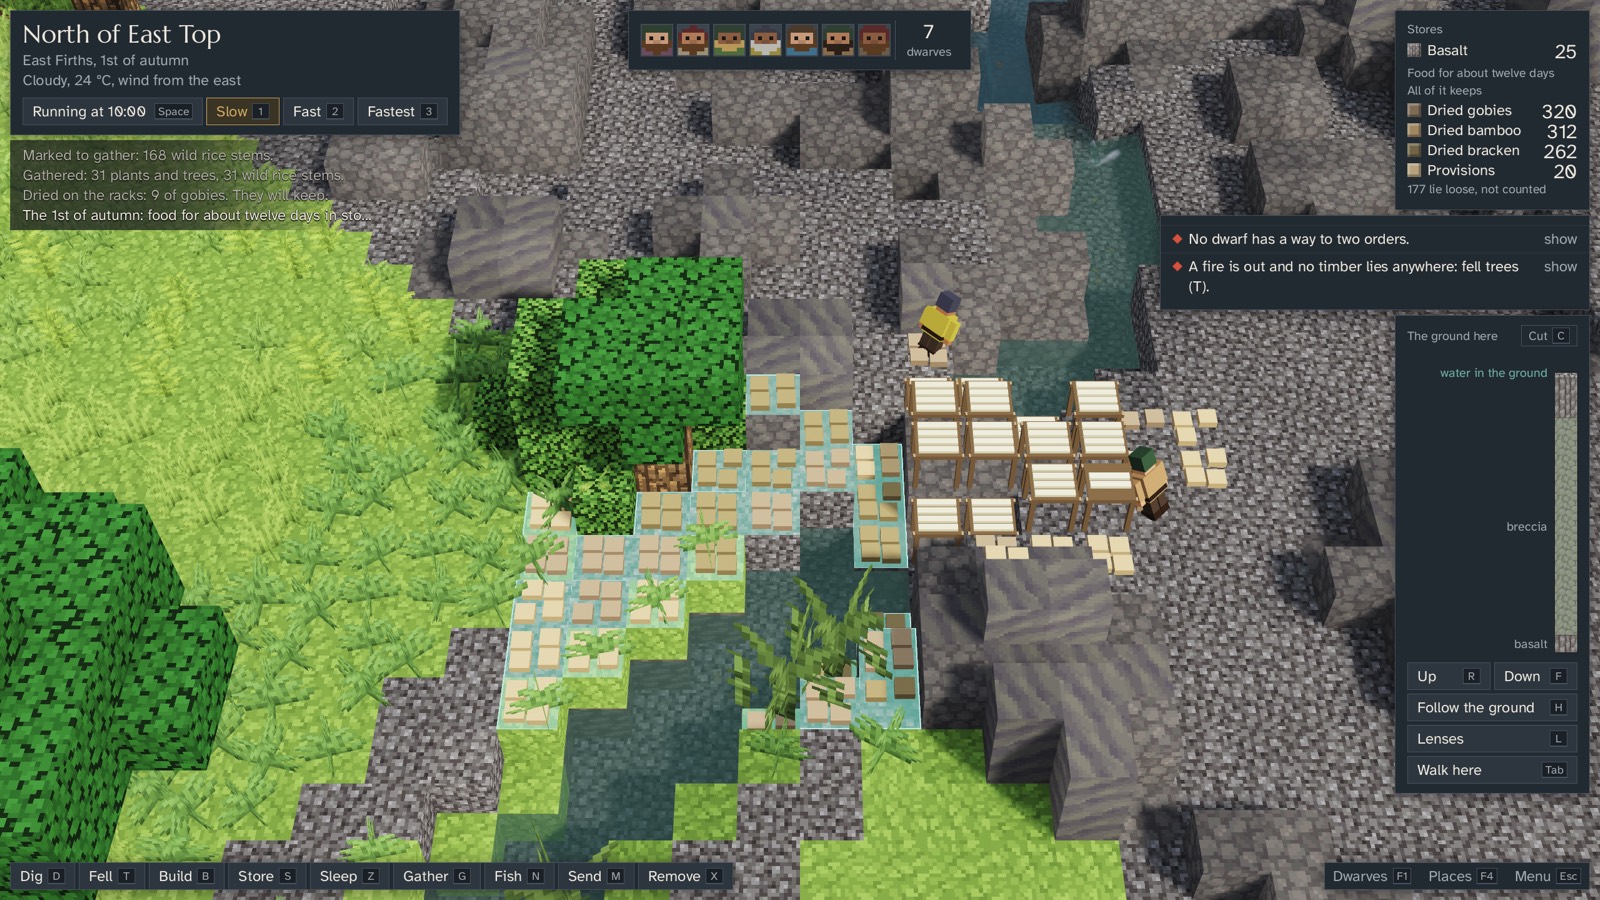 North of East Top
East Firths, 1st of autumn
Cloudy, 24 °C, wind from the east
Running at 10:00 Space Slow 1 Fast 2 Fastest 3
Marked to gather: 168 wild rice stems.
Gathered: 31 plants and trees, 31 wild rice stems.
Dried on the racks: 9 of gobies. They will keep.
The 1st of autumn: food for about twelve days in sto...
7
dwarves
Stores
Basalt 25
Food for about twelve days
All of it keeps
Dried gobies 320
Dried bamboo 312
Dried bracken 262
Provisions 20
177 lie loose, not counted
No dwarf has a way to two orders. show
A fire is out and no timber lies anywhere: fell trees show
(T).
The ground here Cut C
water in the ground
breccia
basalt
Up R Down F
Follow the ground H
Lenses L
Walk here Tab
Dig D Fell T Build B Store S Sleep Z Gather G Fish N Send M Remove X
Dwarves F1 Places F4 Menu Esc